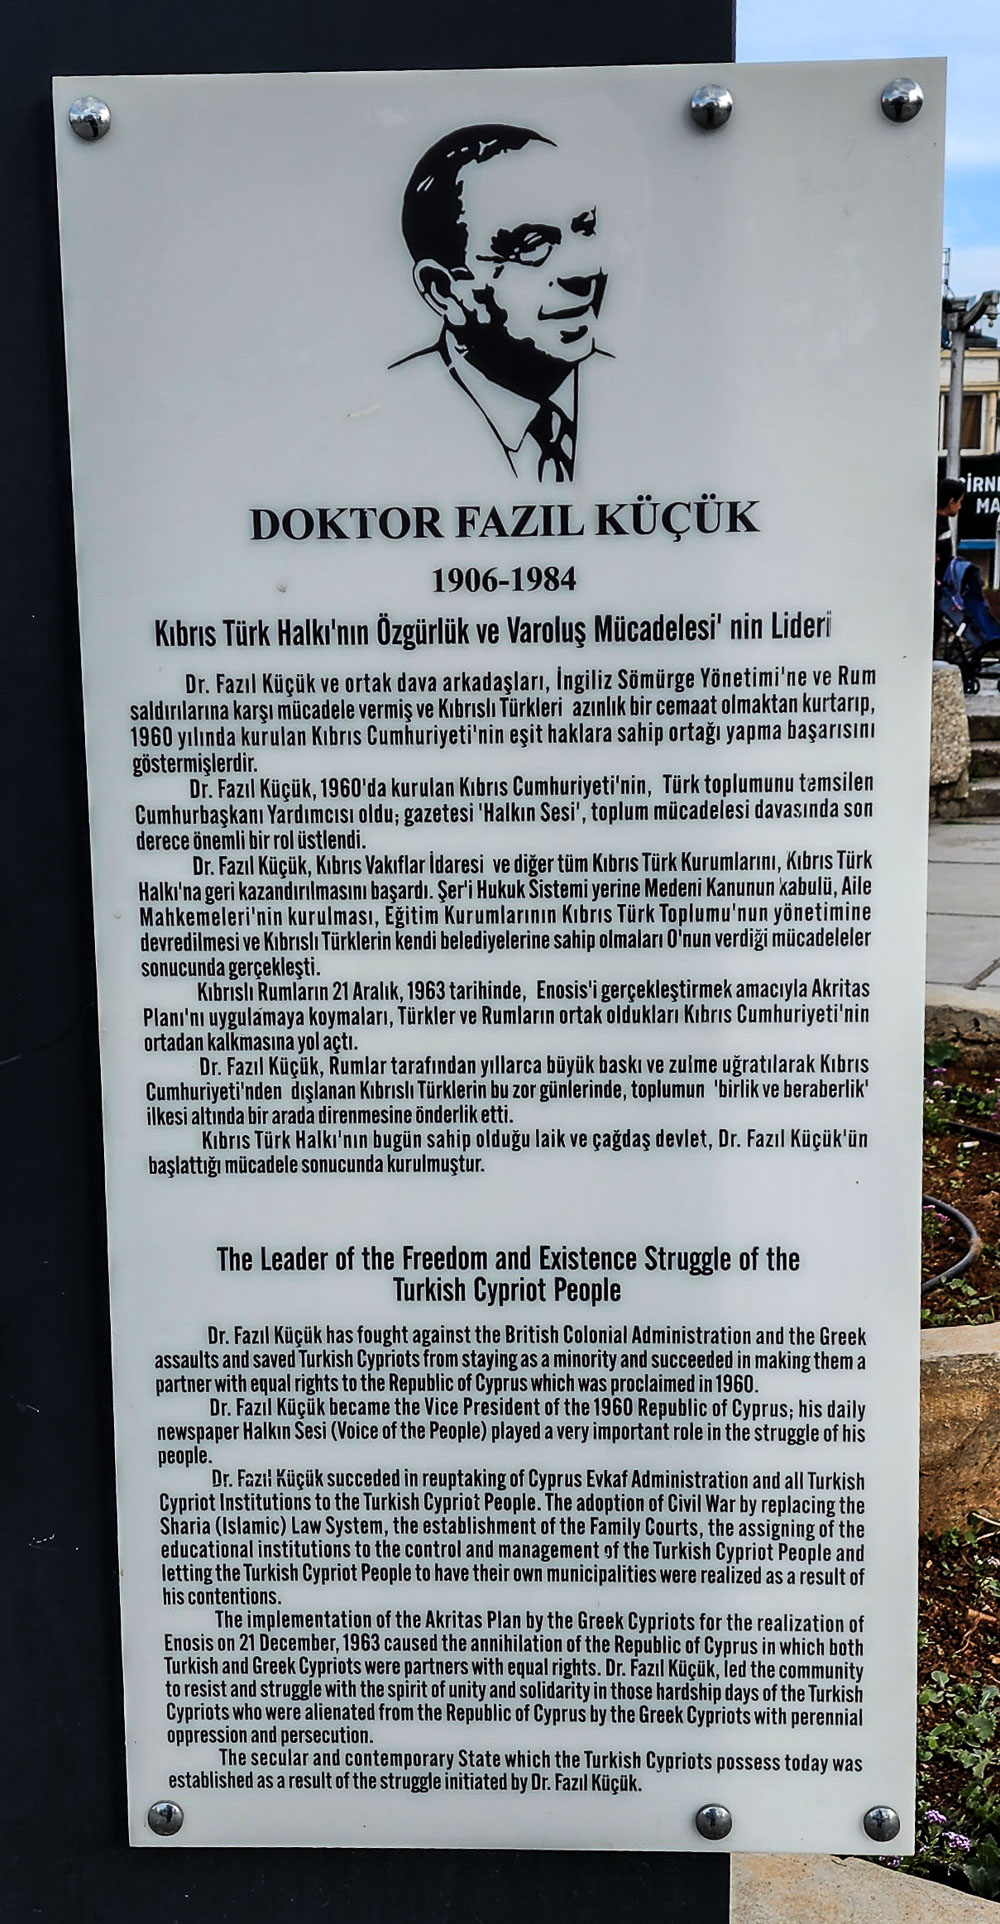 DOKTOR FAZIL KÜÇÜK
1906-1984
Kıbrıs Türk Halkı'nın Özgürlük ve Varoluş Mücadelesi' nin Lideri
Dr. Fazıl Küçük ve ortak dava arkadaşları, İngiliz Sömürge Yönetimi'ne ve Rum
saldırılarına karşı mücadele vermiş ve Kıbrıslı Türkleri azınlık bir cemaat olmaktan kurtarıp,
1960 yılında kurulan Kıbrıs Cumhuriyeti'nin eşit haklara sahip ortağı yapma başarısını
göstermişlerdir.
Dr. Fazıl Küçük, 1960'da kurulan Kıbrıs Cumhuriyeti'nin, Türk toplumunu temsilen
Cumhurbaşkanı Yardımcısı oldu; gazetesi 'Halkın Sesi', toplum mücadelesi davasında son
derece önemli bir rol üstlendi.
Dr. Fazıl Küçük, Kıbrıs Vakıflar İdaresi ve diğer tüm Kıbrıs Türk Kurumlarını, Kıbrıs Türk
Halkı'na geri kazandırılmasını başardı. Şer'i Hukuk Sistemi yerine Medeni Kanunun kabulü, Aile
Mahkemeleri'nin kurulması, Eğitim Kurumlarının Kıbrıs Türk Toplumu'nun yönetimine
devredilmesi ve Kıbrıslı Türklerin kendi belediyelerine sahip olmaları O'nun verdiği mücadeleler
sonucunda gerçekleşti.
Kıbrıslı Rumların 21 Aralık, 1963 tarihinde, Enosis'i gerçekleştirmek amacıyla Akritas
Planı'nı uygulamaya koymaları, Türkler ve Rumların ortak oldukları Kıbrıs Cumhuriyeti'nin
ortadan kalkmasına yol açtı.
Dr. Fazıl Küçük, Rumlar tarafından yıllarca büyük baskı ve zulme uğratılarak Kıbrıs
Cumhuriyeti'nden dışlanan Kıbrıslı Türklerin bu zor günlerinde, toplumun 'birlik ve beraberlik'
ilkesi altında bir arada direnmesine önderlik etti.
Kıbrıs Türk Halkı'nın bugün sahip olduğu laik ve çağdaş devlet, Dr. Fazıl Küçük'ün
başlattığı mücadele sonucunda kurulmuştur.
The Leader of the Freedom and Existence Struggle of the
Turkish Cypriot People
Dr. Fazıl Küçük has fought against the British Colonial Administration and the Greek
assaults and saved Turkish Cypriots from staying as a minority and succeeded in making them a
partner with equal rights to the Republic of Cyprus which was proclaimed in 1960.
Dr. Fazıl Küçük became the Vice President of the 1960 Republic of Cyprus; his daily
newspaper Halkın Sesi (Voice of the People) played a very important role in the struggle of his
people.
Dr. Fazıl Küçük succeded in reuptaking of Cyprus Evkaf Administration and all Turkish
Cypriot Institutions to the Turkish Cypriot People. The adoption of Civil War by replacing the
Sharia (Islamic) Law System, the establishment of the Family Courts, the assigning of the
educational institutions to the control and management of the Turkish Cypriot People and
letting the Turkish Cypriot People to have their own municipalities were realized as a result of
his contentions.
The implementation of the Akritas Plan by the Greek Cypriots for the realization of
Enosis on 21 December, 1963 caused the annihilation of the Republic of Cyprus in which both
Turkish and Greek Cypriots were partners with equal rights. Dr. Fazıl Küçük, led the community
to resist and struggle with the spirit of unity and solidarity in those hardship days of the Turkish
Cypriots who were alienated from the Republic of Cyprus by the Greek Cypriots with perennial
oppression and persecution.
The secular and contemporary State which the Turkish Cypriots possess today was
established as a result of the struggle initiated by Dr. Fazıl Küçük.